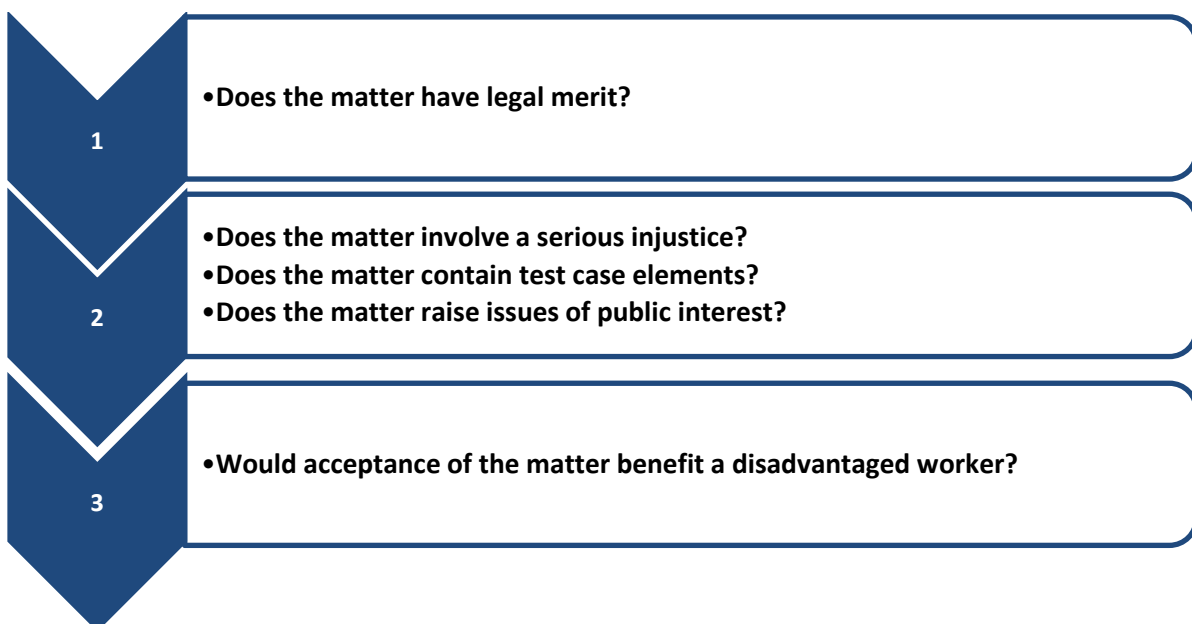 1
•Does the matter have legal merit?
2
•Does the matter involve a serious injustice?
•Does the matter contain test case elements?
•Does the matter raise issues of public interest?
3
•Would acceptance of the matter benefit a disadvantaged worker?